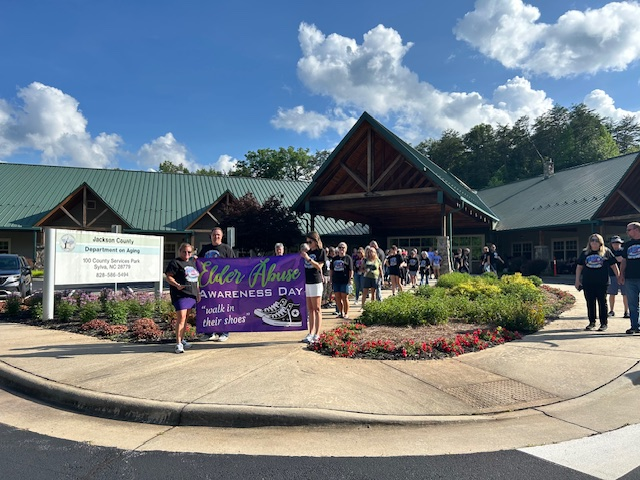 Jackson County
Department on Aging
100 County Services Park
Sylva, NC 28779
828-586-5494
Elder Abuse
Awareness Day
"walk in
their shoes"